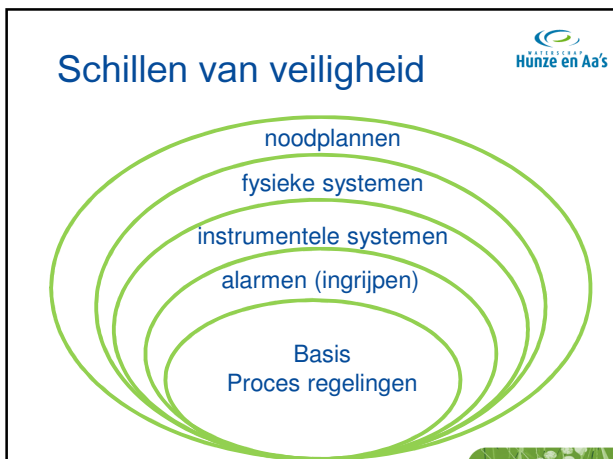 Schillen van veiligheid
WATERSCHAP
Hunze en Aa's
noodplannen
fysieke systemen
instrumentele systemen
alarmen (ingrijpen)
Basis
Proces regelingen